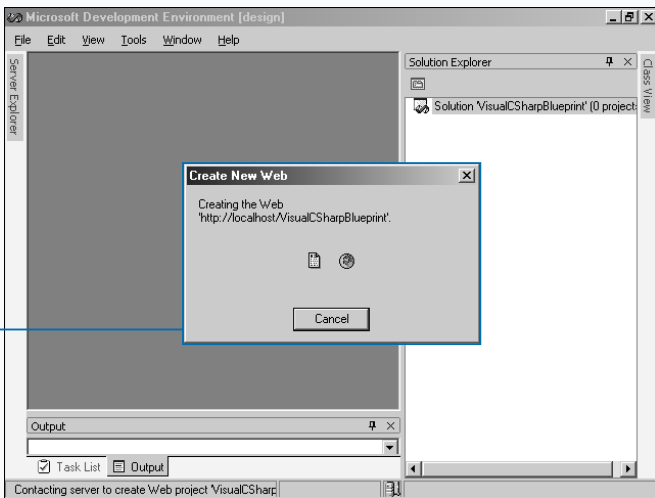 Microsoft Development Environment [design]
File Edit View Tools Window Help
Server Explorer
Solution Explorer
Class View
Solution 'VisualCSharpBlueprint' (0 project:
Create New Web
Creating the Web
'http://localhost/VisualCSharpBlueprint'.
Cancel
Output
Task List Output
Contacting server to create Web project 'VisualCSharp